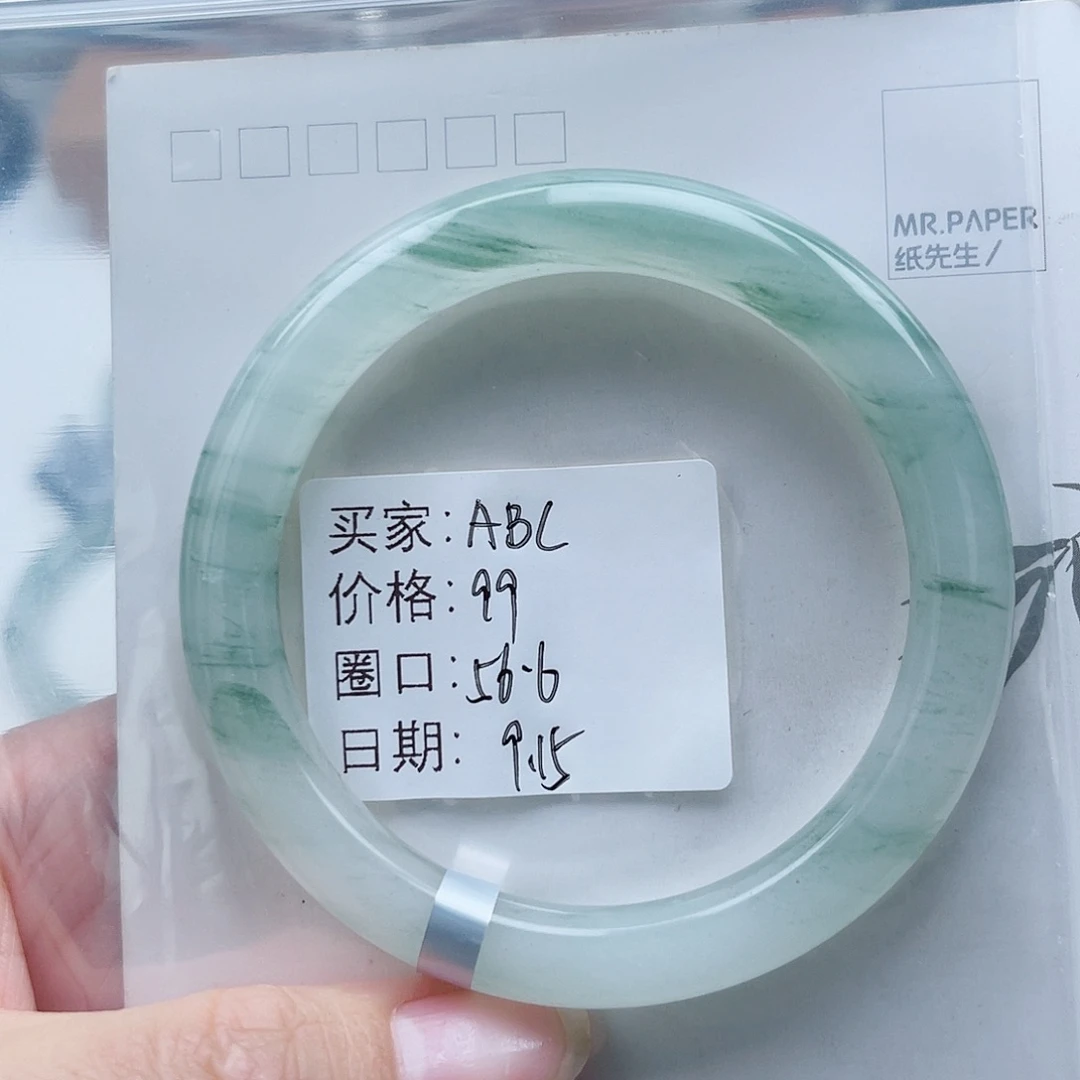 MR.PAPER
纸先生/
买家:ABC
价格:99
圈口:56.6
日期:9.15